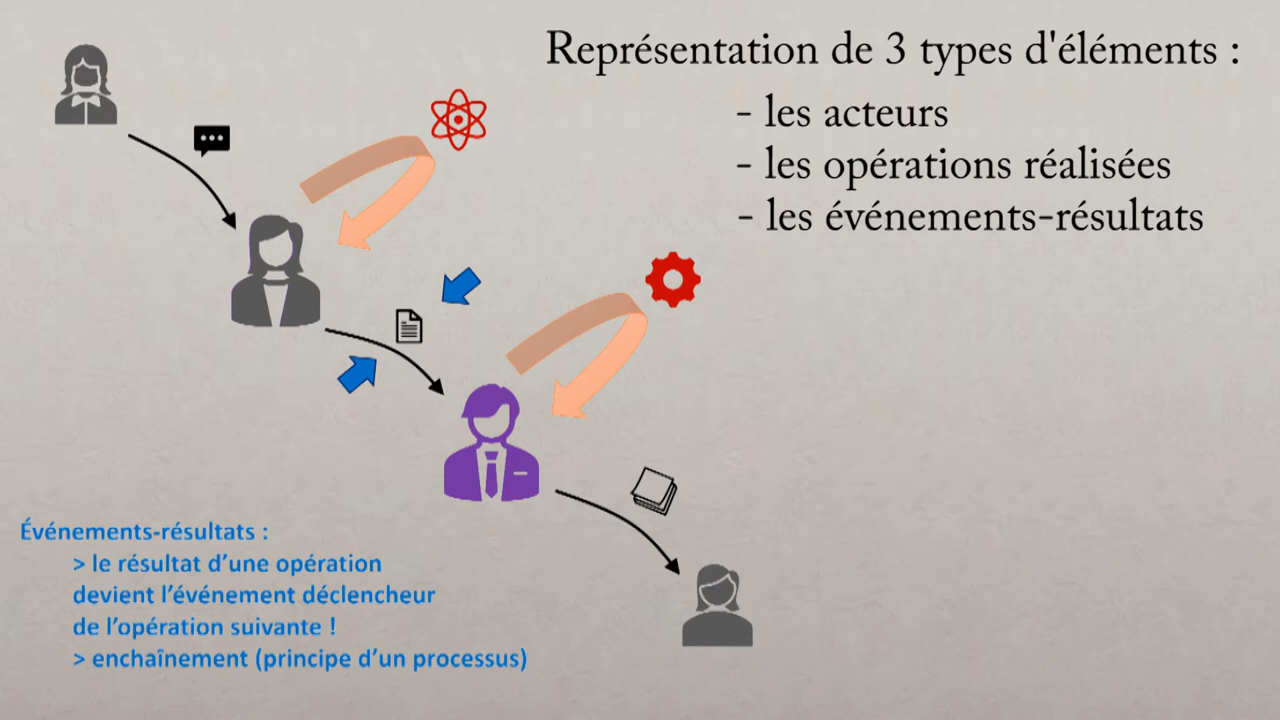 Représentation de 3 types d'éléments :
- les acteurs
- les opérations réalisées
- les événements-résultats
Événements-résultats :
> le résultat d’une opération
devient l’événement déclencheur
de l’opération suivante !
> enchaînement (principe d’un processus)